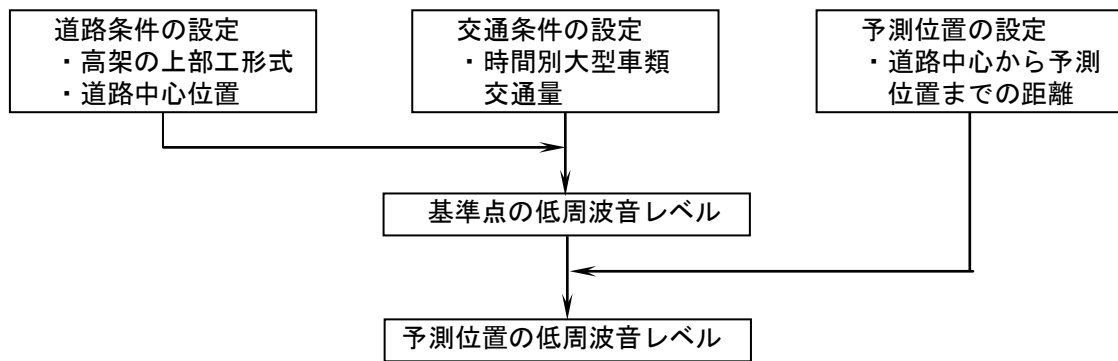 道路条件の設定
・高架の上部工形式
・道路中心位置
交通条件の設定
・時間別大型車類
交通量
予測位置の設定
・道路中心から予測
位置までの距離
基準点の低周波音レベル
予測位置の低周波音レベル